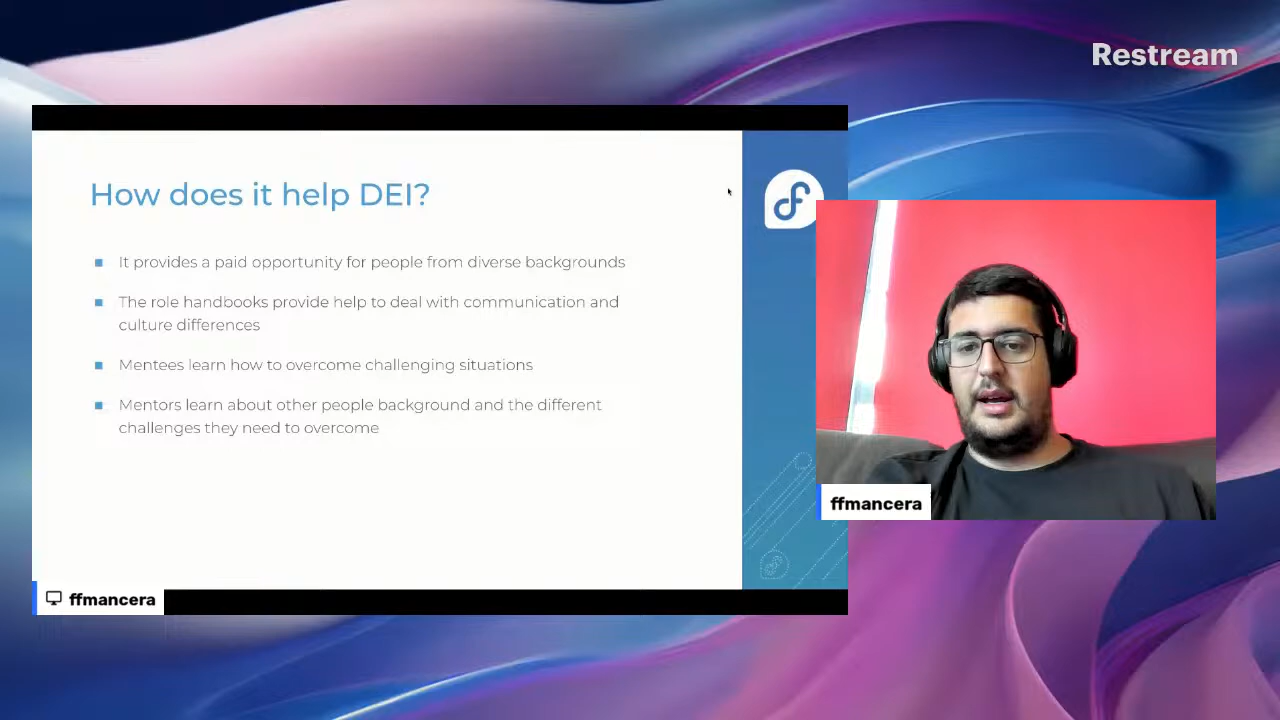 Restream
How does it help DEI?
It provides a paid opportunity for people from diverse backgrounds
The role handbooks provide help to deal with communication and
culture differences
Mentees learn how to overcome challenging situations
Mentors learn about other people background and the different
challenges they need to overcome
ffmancera
ffmancera